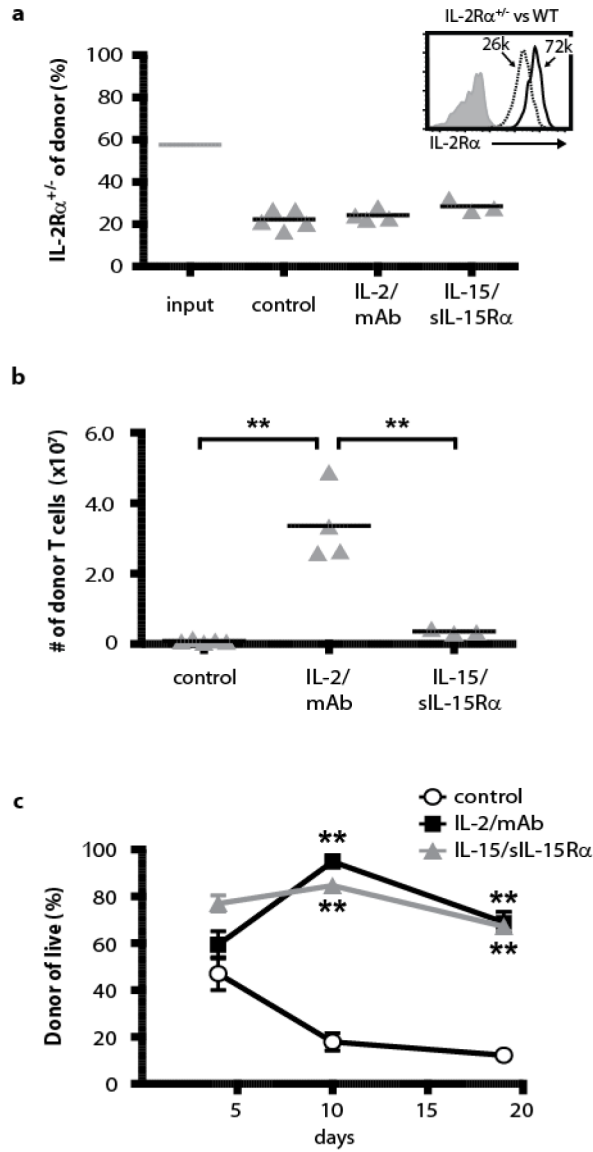 a
IL-2Rα+/- vs WT
26k
72k
IL-2Rα
IL-2Rα+/- of donor (%)
100
80
60
40
20
0
input
control
IL-2/
mAb
IL-15/
sIL-15Rα
b
# of donor T cells (x10⁷)
6.0
4.0
2.0
0
**
**
control
IL-2/
mAb
IL-15/
sIL-15Rα
c
control
IL-2/mAb
IL-15/sIL-15Rα
Donor of live (%)
100
80
60
40
20
0
**
**
**
**
5
10
15
20
days